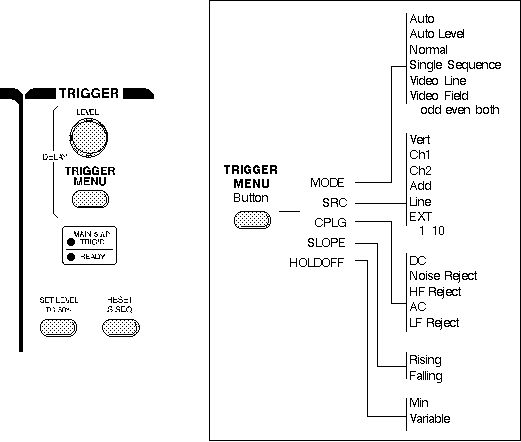 TRIGGER
LEVEL
DELAY
TRIGGER
MENU
TRIG'D
READY
SET LEVEL
TO 50%
RESET
S SEQ
TRIGGER
MENU
Button
MODE
SRC
CPLG
SLOPE
HOLDOFF
Auto
Auto Level
Normal
Single Sequence
Video Line
Video Field
odd even both
Vert
Ch1
Ch2
Add
Line
EXT
1 10
DC
Noise Reject
HF Reject
AC
LF Reject
Rising
Falling
Min
Variable